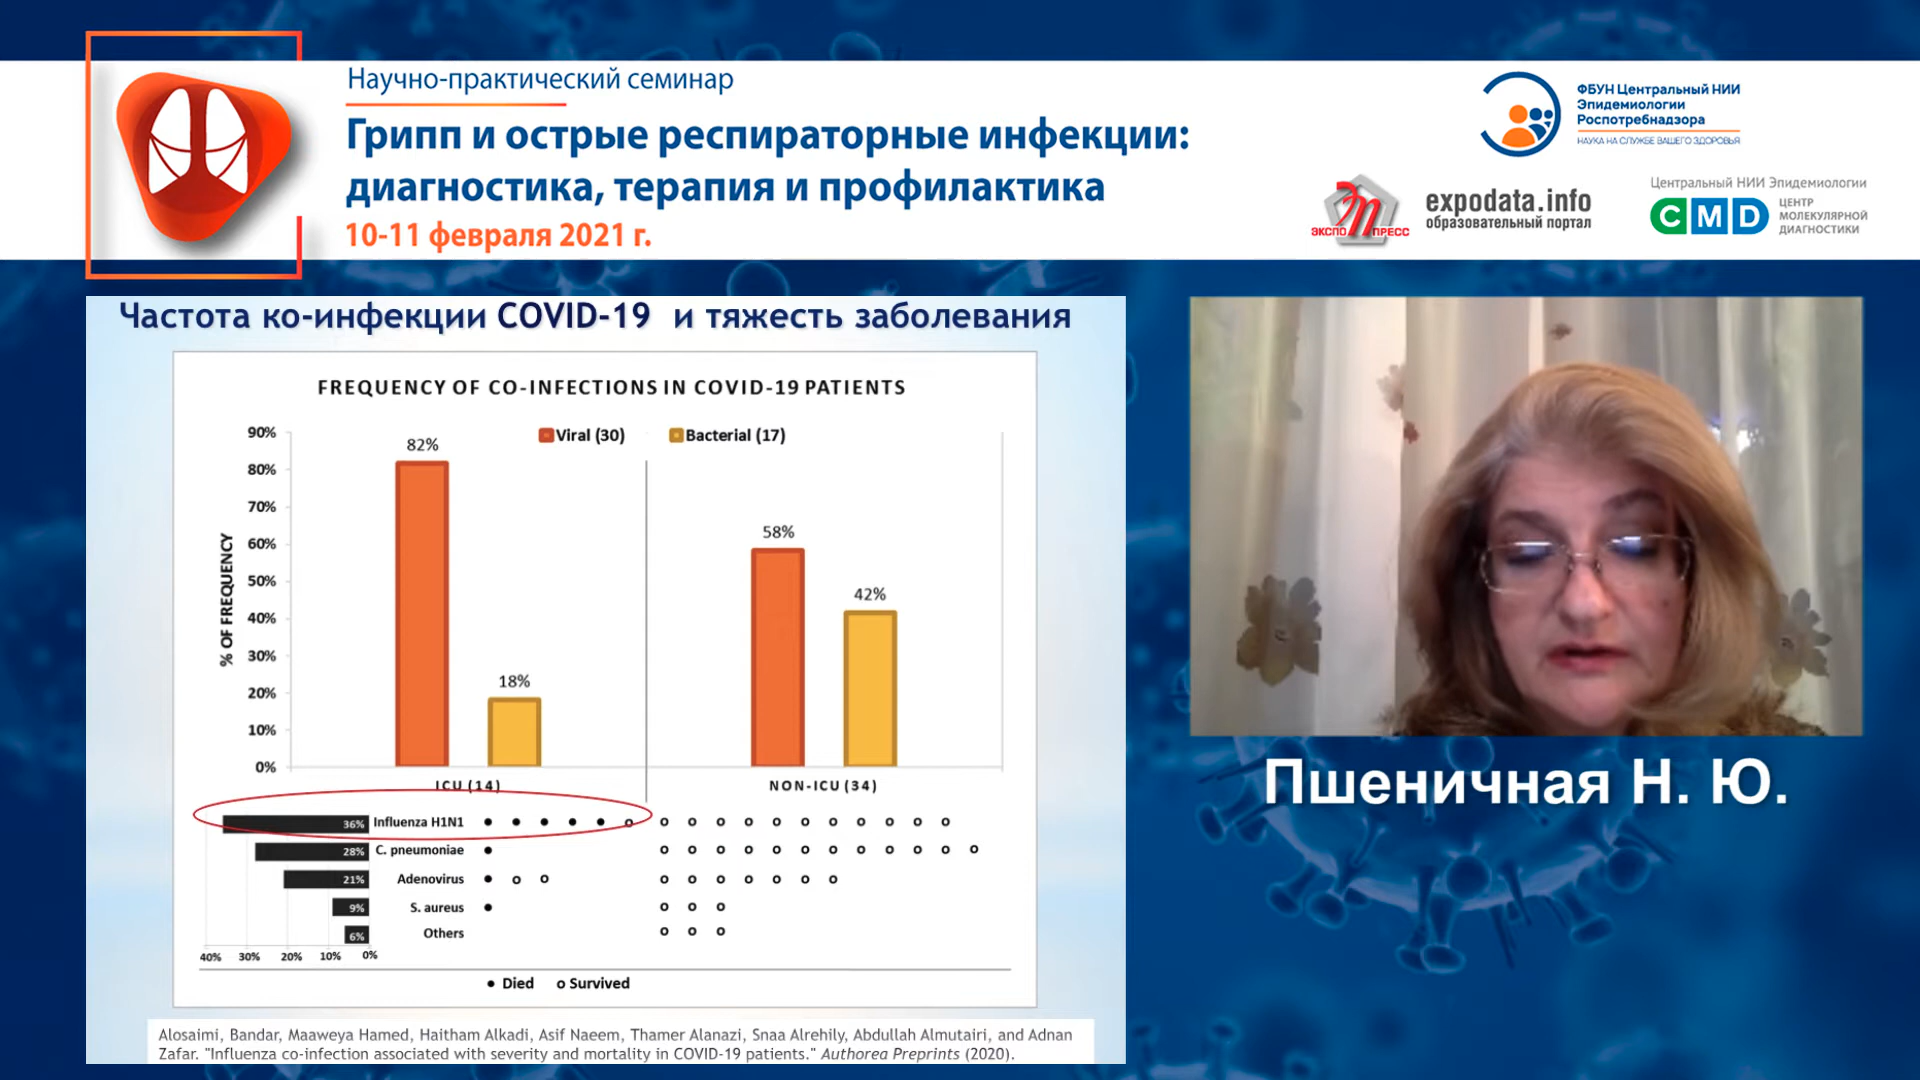 Научно-практический семинар
Грипп и острые респираторные инфекции:
диагностика, терапия и профилактика
10-11 февраля 2021 г.
ФБУН Центральный НИИ
Эпидемиологии
Роспотребнадзора
НАУКА НА СЛУЖБЕ ВАШЕГО ЗДОРОВЬЯ
ЭКСПО ПРЕСС
expodata.info
образовательный портал
Центральный НИИ Эпидемиологии
CMD
ЦЕНТР
МОЛЕКУЛЯРНОЙ
ДИАГНОСТИКИ
Частота ко-инфекции COVID-19 и тяжесть заболевания
FREQUENCY OF CO-INFECTIONS IN COVID-19 PATIENTS
Viral (30) Bacterial (17)
% OF FREQUENCY
90%
80%
70%
60%
50%
40%
30%
20%
10%
0%
82%
18%
58%
42%
ICU (14) NON-ICU (34)
36% Influenza H1N1
28% C. pneumoniae
21% Adenovirus
9% S. aureus
6% Others
40% 30% 20% 10% 0%
Died Survived
Alosaimi, Bandar, Maaweya Hamed, Haitham Alkadi, Asif Naeem, Thamer Alanazi, Snaa Alrehily, Abdullah Almutairi, and Adnan
Zafar. "Influenza co-infection associated with severity and mortality in COVID-19 patients." Authorea Preprints (2020).
Пшеничная Н. Ю.